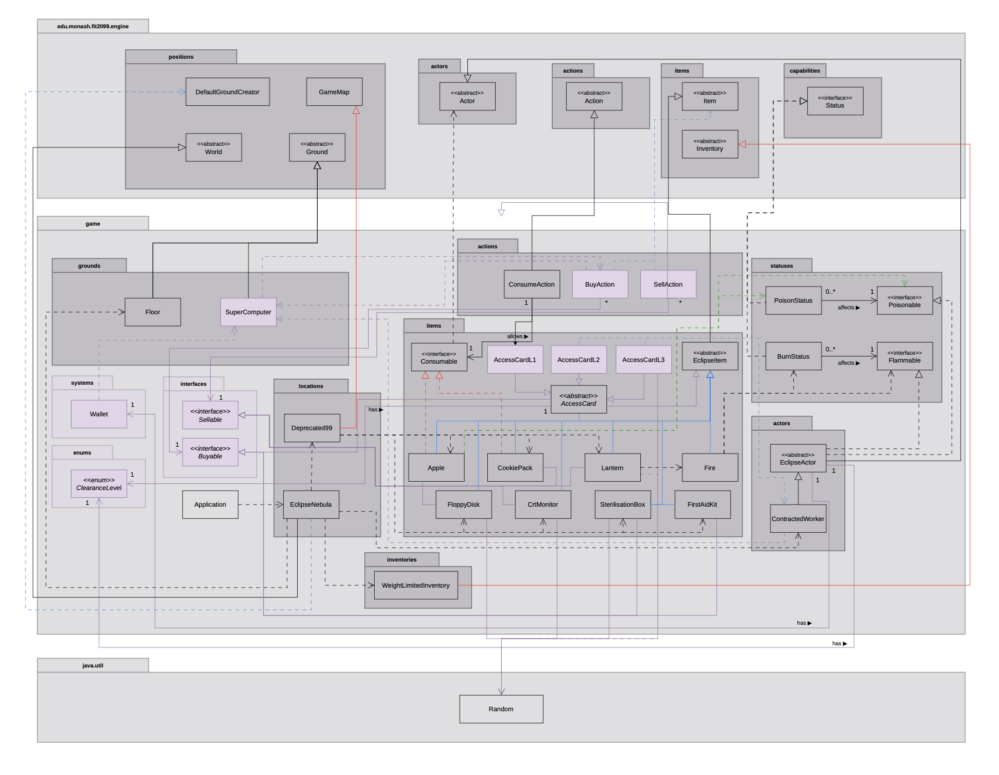 edu.monash.fit2099.engine
positions
DefaultGroundCreator
GameMap
<<abstract>>
World
<<abstract>>
Ground
actors
<<abstract>>
Actor
actions
<<abstract>>
Action
items
<<abstract>>
Item
<<abstract>>
Inventory
capabilities
<<interface>>
Status
game
grounds
Floor
SuperComputer
actions
ConsumeAction
BuyAction
SellAction
1
*
*
statuses
PoisonStatus
0..*
1
affects ▶
<<interface>>
Poisonable
BurnStatus
0..*
1
affects ▶
<<interface>>
Flammable
items
allows ▶
<<interface>>
Consumable
1
AccessCardL1
AccessCardL2
AccessCardL3
<<abstract>>
EclipseItem
<<abstract>>
AccessCard
1
has ▶
Apple
CookiePack
Lantern
Fire
FloppyDisk
CrtMonitor
SterilisationBox
FirstAidKit
systems
Wallet
1
interfaces
1
<<interface>>
Sellable
1
<<interface>>
Buyable
enums
<<enum>>
ClearanceLevel
1
1
Application
locations
Deprecated99
EclipseNebula
actors
<<abstract>>
EclipseActor
1
1
ContractedWorker
inventories
WeightLimitedInventory
has ▶
has ▶
java.util
Random